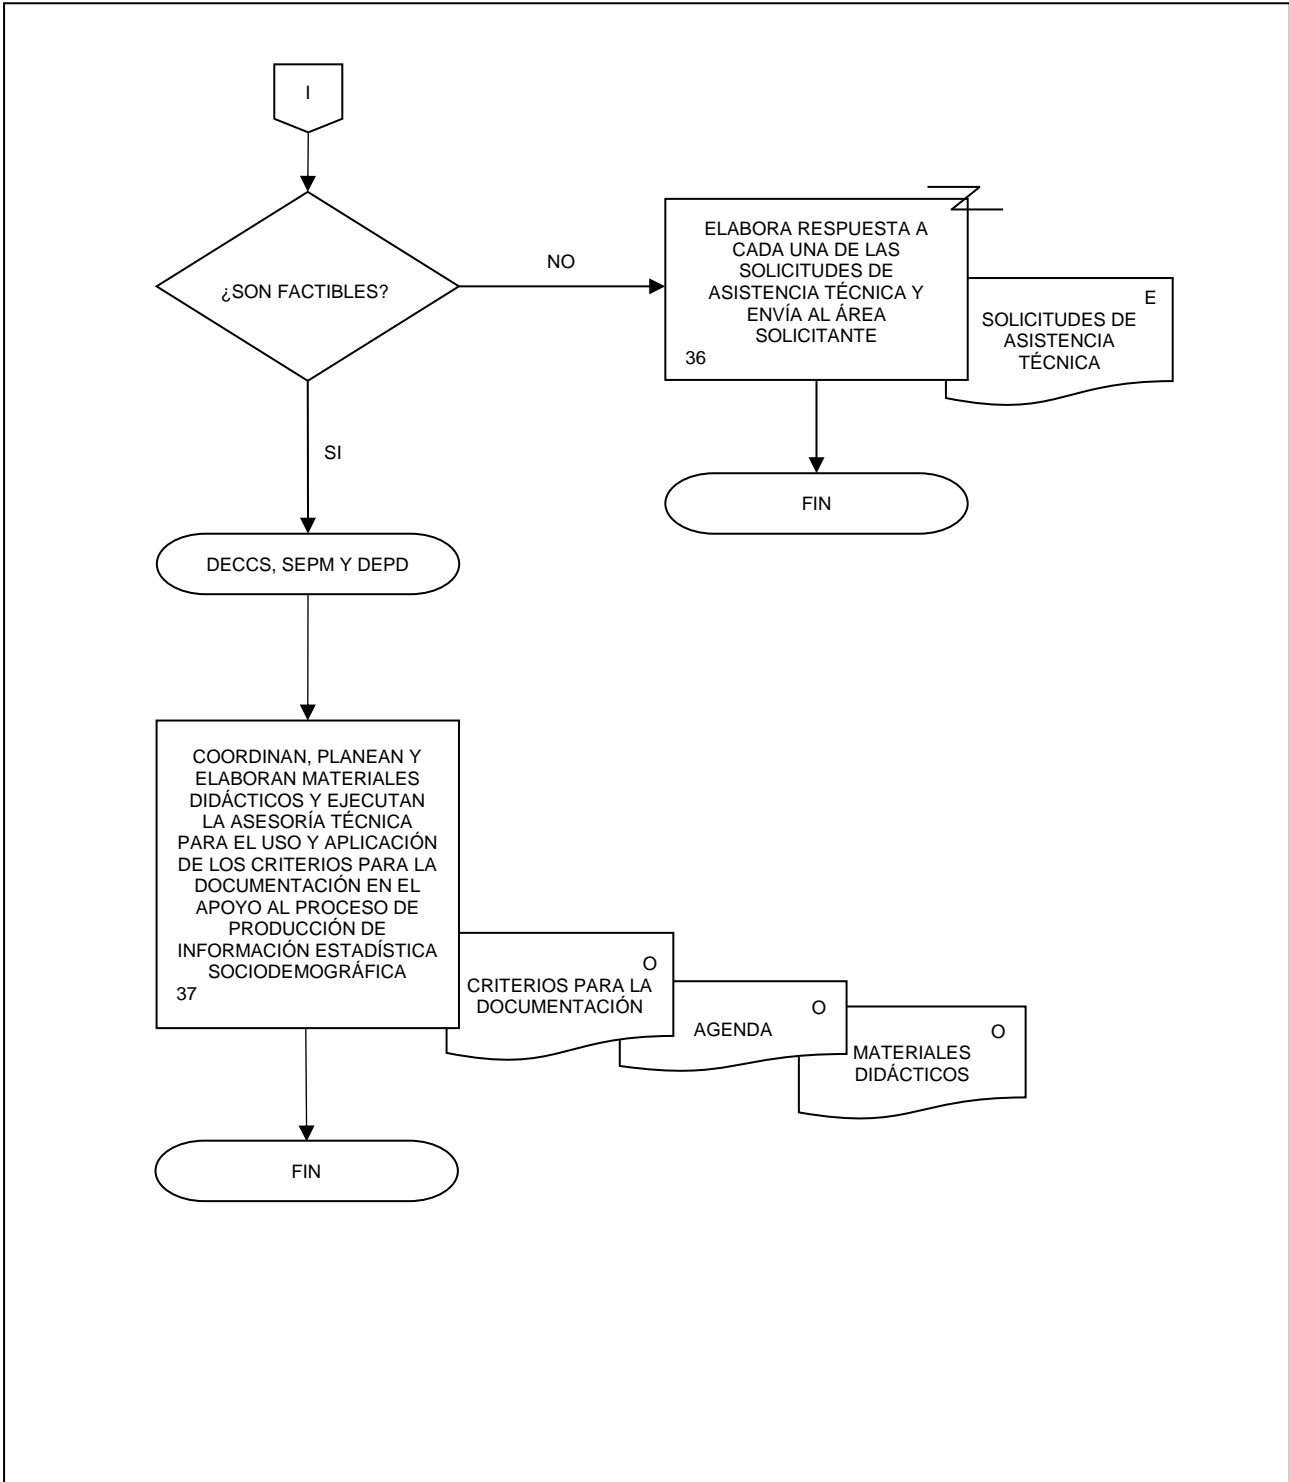 I
¿SON FACTIBLES?
NO
ELABORA RESPUESTA A
CADA UNA DE LAS
SOLICITUDES DE
ASISTENCIA TÉCNICA Y
ENVÍA AL ÁREA
SOLICITANTE
36
E
SOLICITUDES DE
ASISTENCIA
TÉCNICA
SI
FIN
DECCS, SEPM Y DEPD
COORDINAN, PLANEAN Y
ELABORAN MATERIALES
DIDÁCTICOS Y EJECUTAN
LA ASESORÍA TÉCNICA
PARA EL USO Y APLICACIÓN
DE LOS CRITERIOS PARA LA
DOCUMENTACIÓN EN EL
APOYO AL PROCESO DE
PRODUCCIÓN DE
INFORMACIÓN ESTADÍSTICA
SOCIODEMOGRÁFICA
37
O
CRITERIOS PARA LA
DOCUMENTACIÓN
O
AGENDA
O
MATERIALES
DIDÁCTICOS
FIN